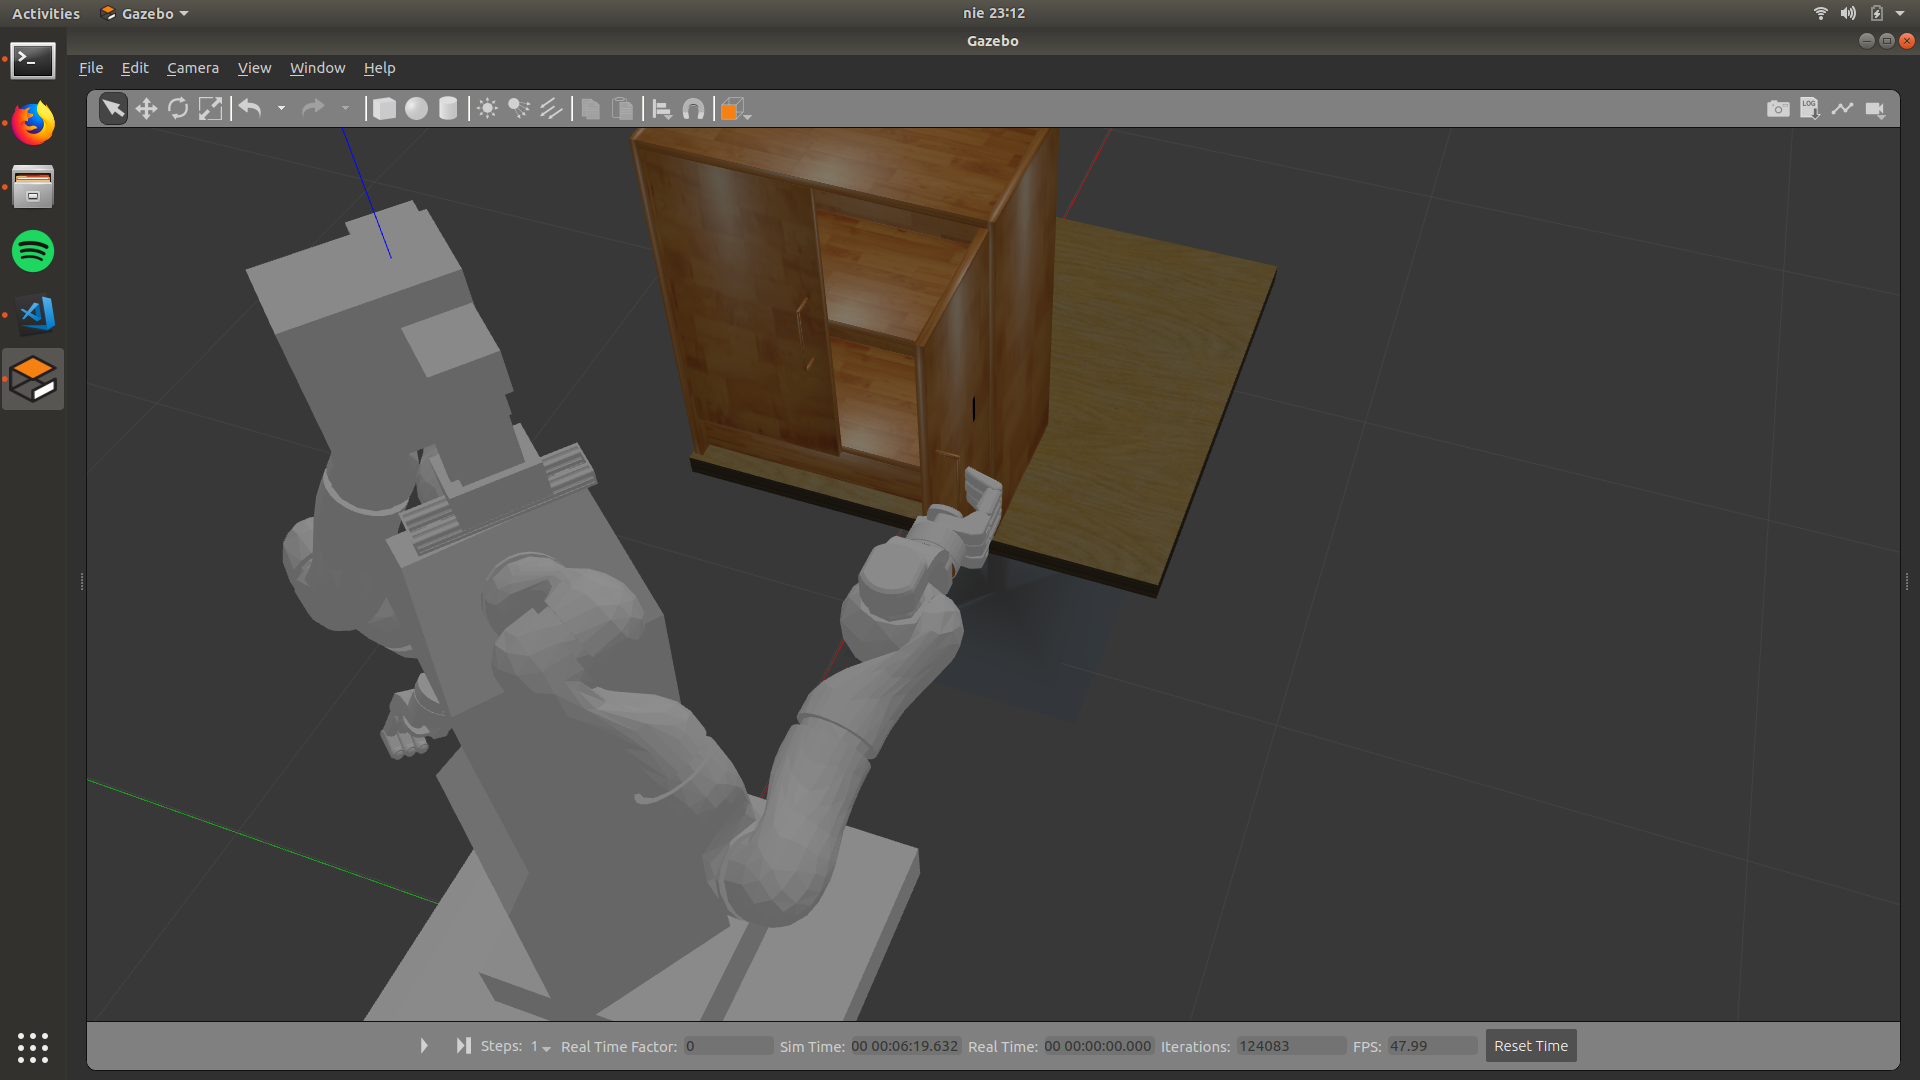 Activities Gazebo nie 23:12
Gazebo
File Edit Camera View Window Help
LOG
Steps: 1 Real Time Factor: 0 Sim Time: 00 00:06:19.632 Real Time: 00 00:00:00.000 Iterations: 124083 FPS: 47.99 Reset Time